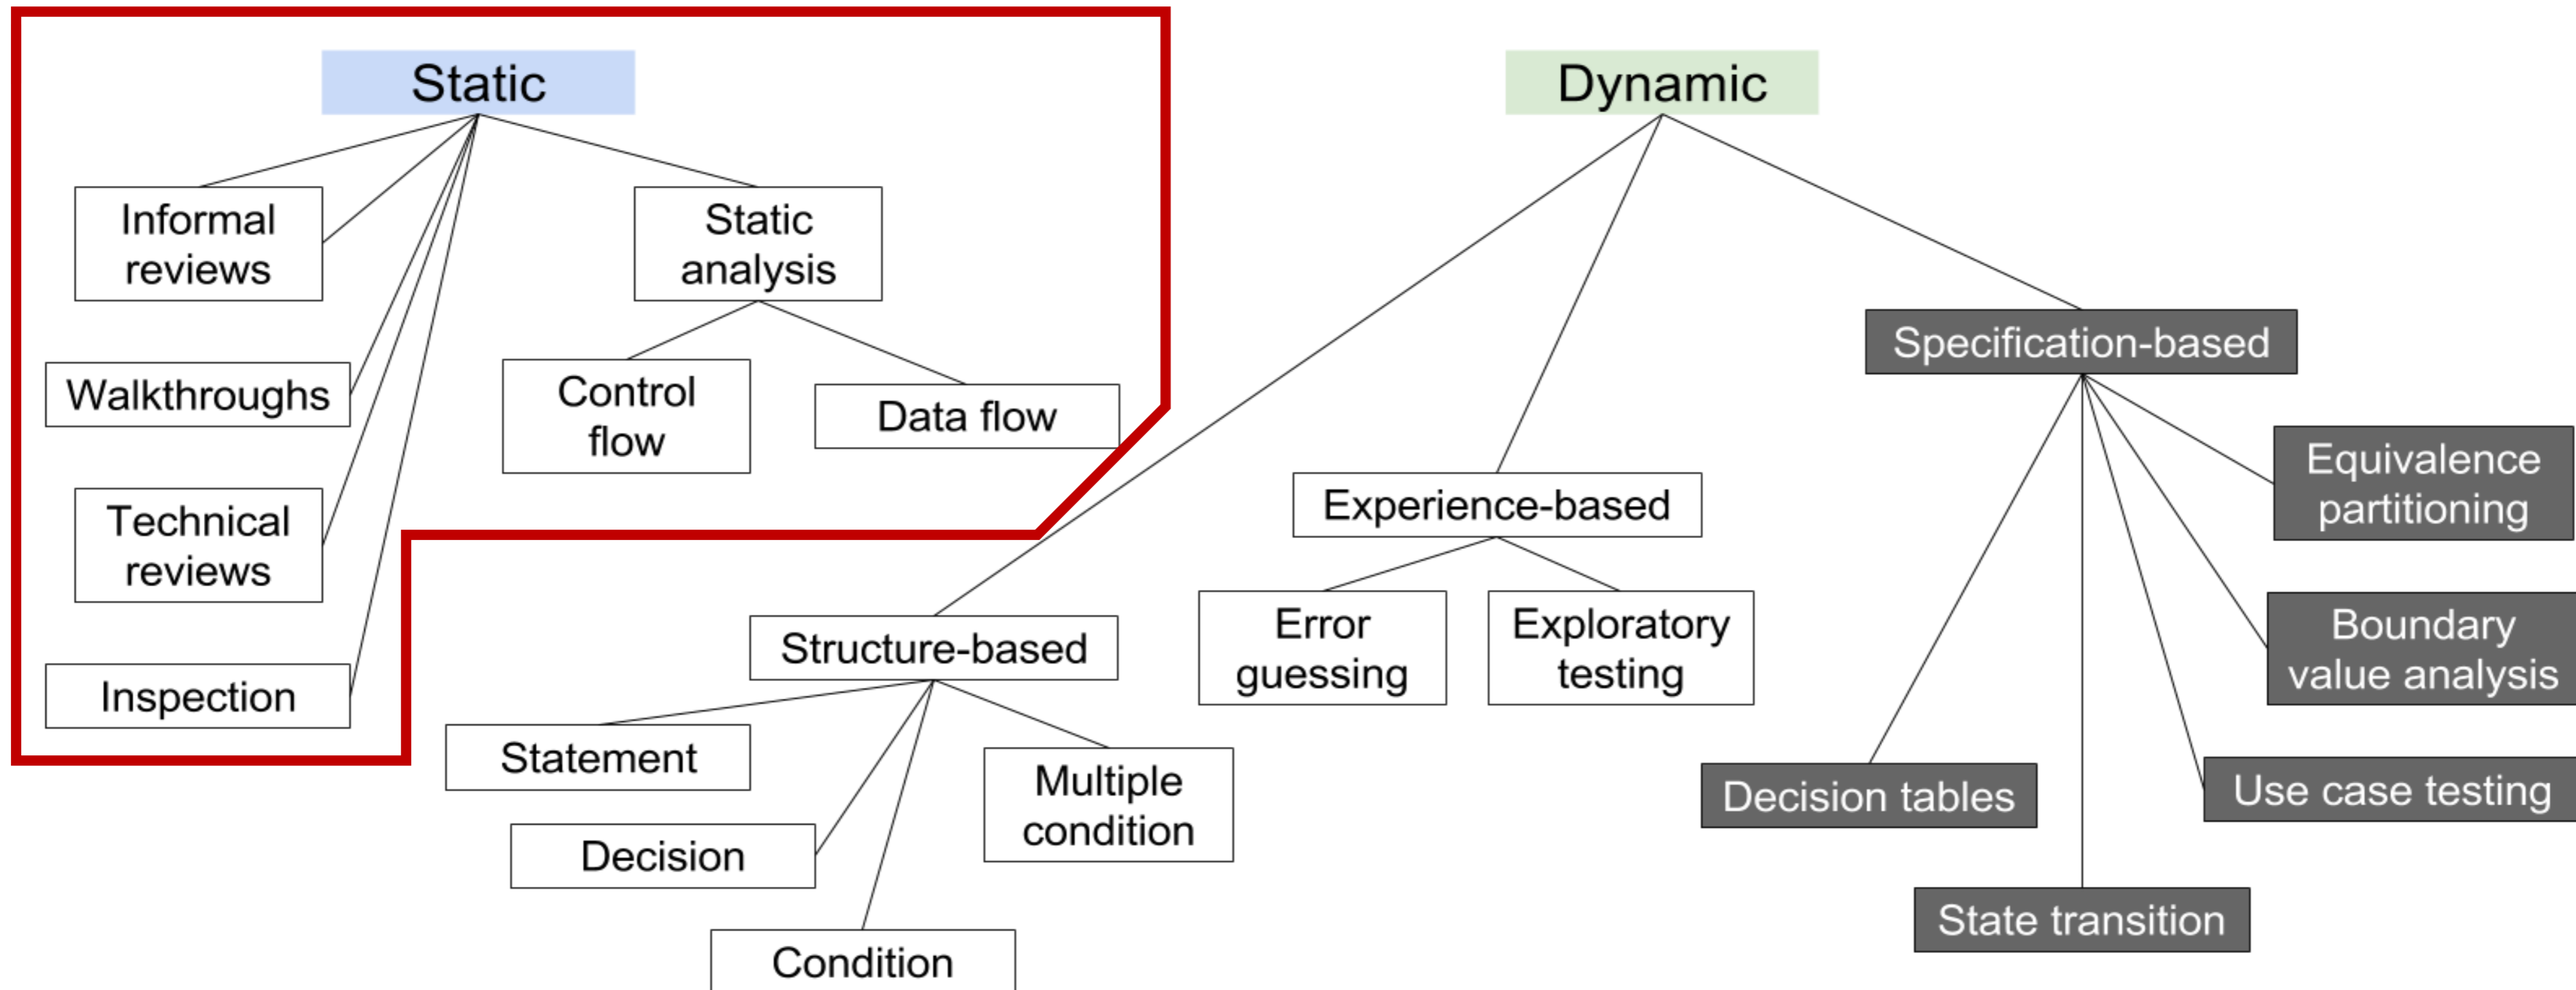 Static
Dynamic
Informal
reviews
Static
analysis
Walkthroughs
Control
flow
Data flow
Technical
reviews
Inspection
Structure-based
Statement
Decision
Condition
Multiple
condition
Experience-based
Error
guessing
Exploratory
testing
Specification-based
Equivalence
partitioning
Boundary
value analysis
Use case testing
Decision tables
State transition